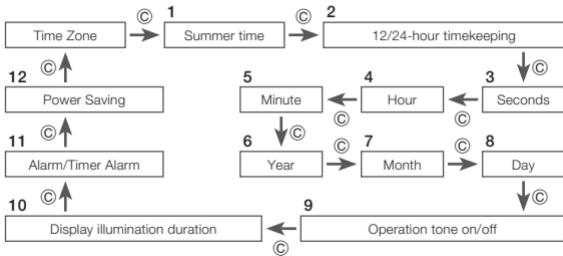 Time Zone
Ⓒ
1
Summer time
Ⓒ
2
12/24-hour timekeeping
Ⓒ
3
Seconds
Ⓒ
4
Hour
Ⓒ
5
Minute
Ⓒ
6
Year
Ⓒ
7
Month
Ⓒ
8
Day
Ⓒ
9
Operation tone on/off
Ⓒ
10
Display illumination duration
Ⓒ
11
Alarm/Timer Alarm
Ⓒ
12
Power Saving
Ⓒ